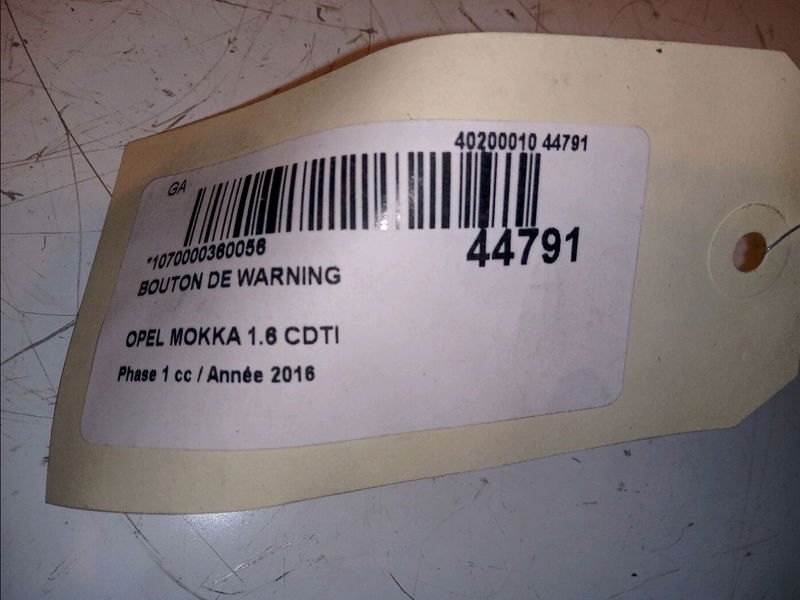 40200010 44791
GA
*1070000360056
44791
BOUTON DE WARNING
OPEL MOKKA 1.6 CDTI
Phase 1 cc / Année 2016